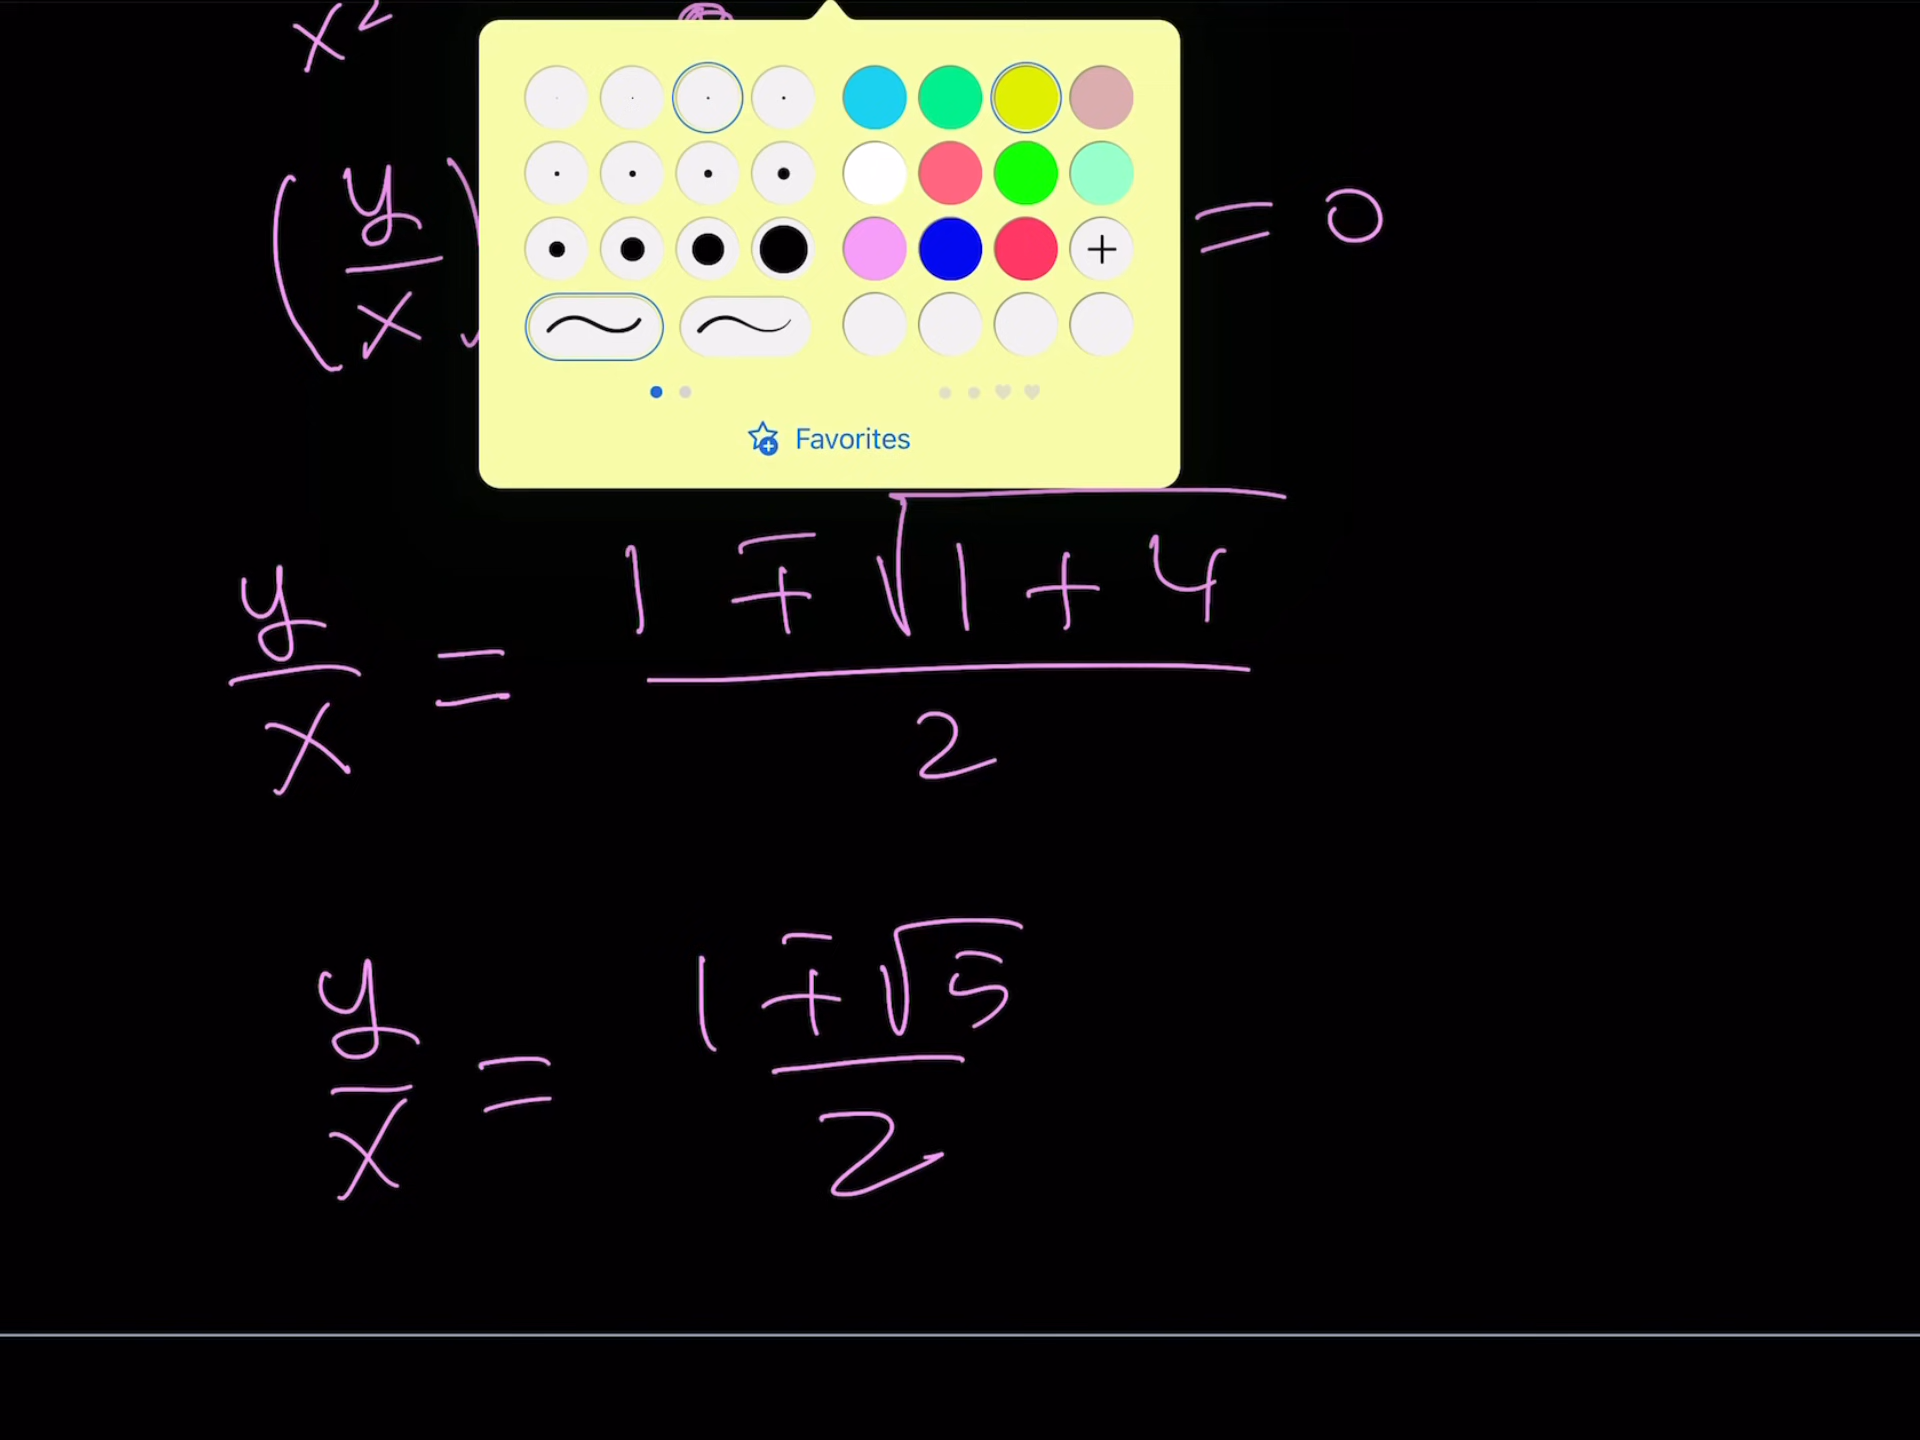 x²
(y/x) = 0
Favorites
y/x = (1 ∓ √(1 + 4))/2
y/x = (1 ∓ √5)/2